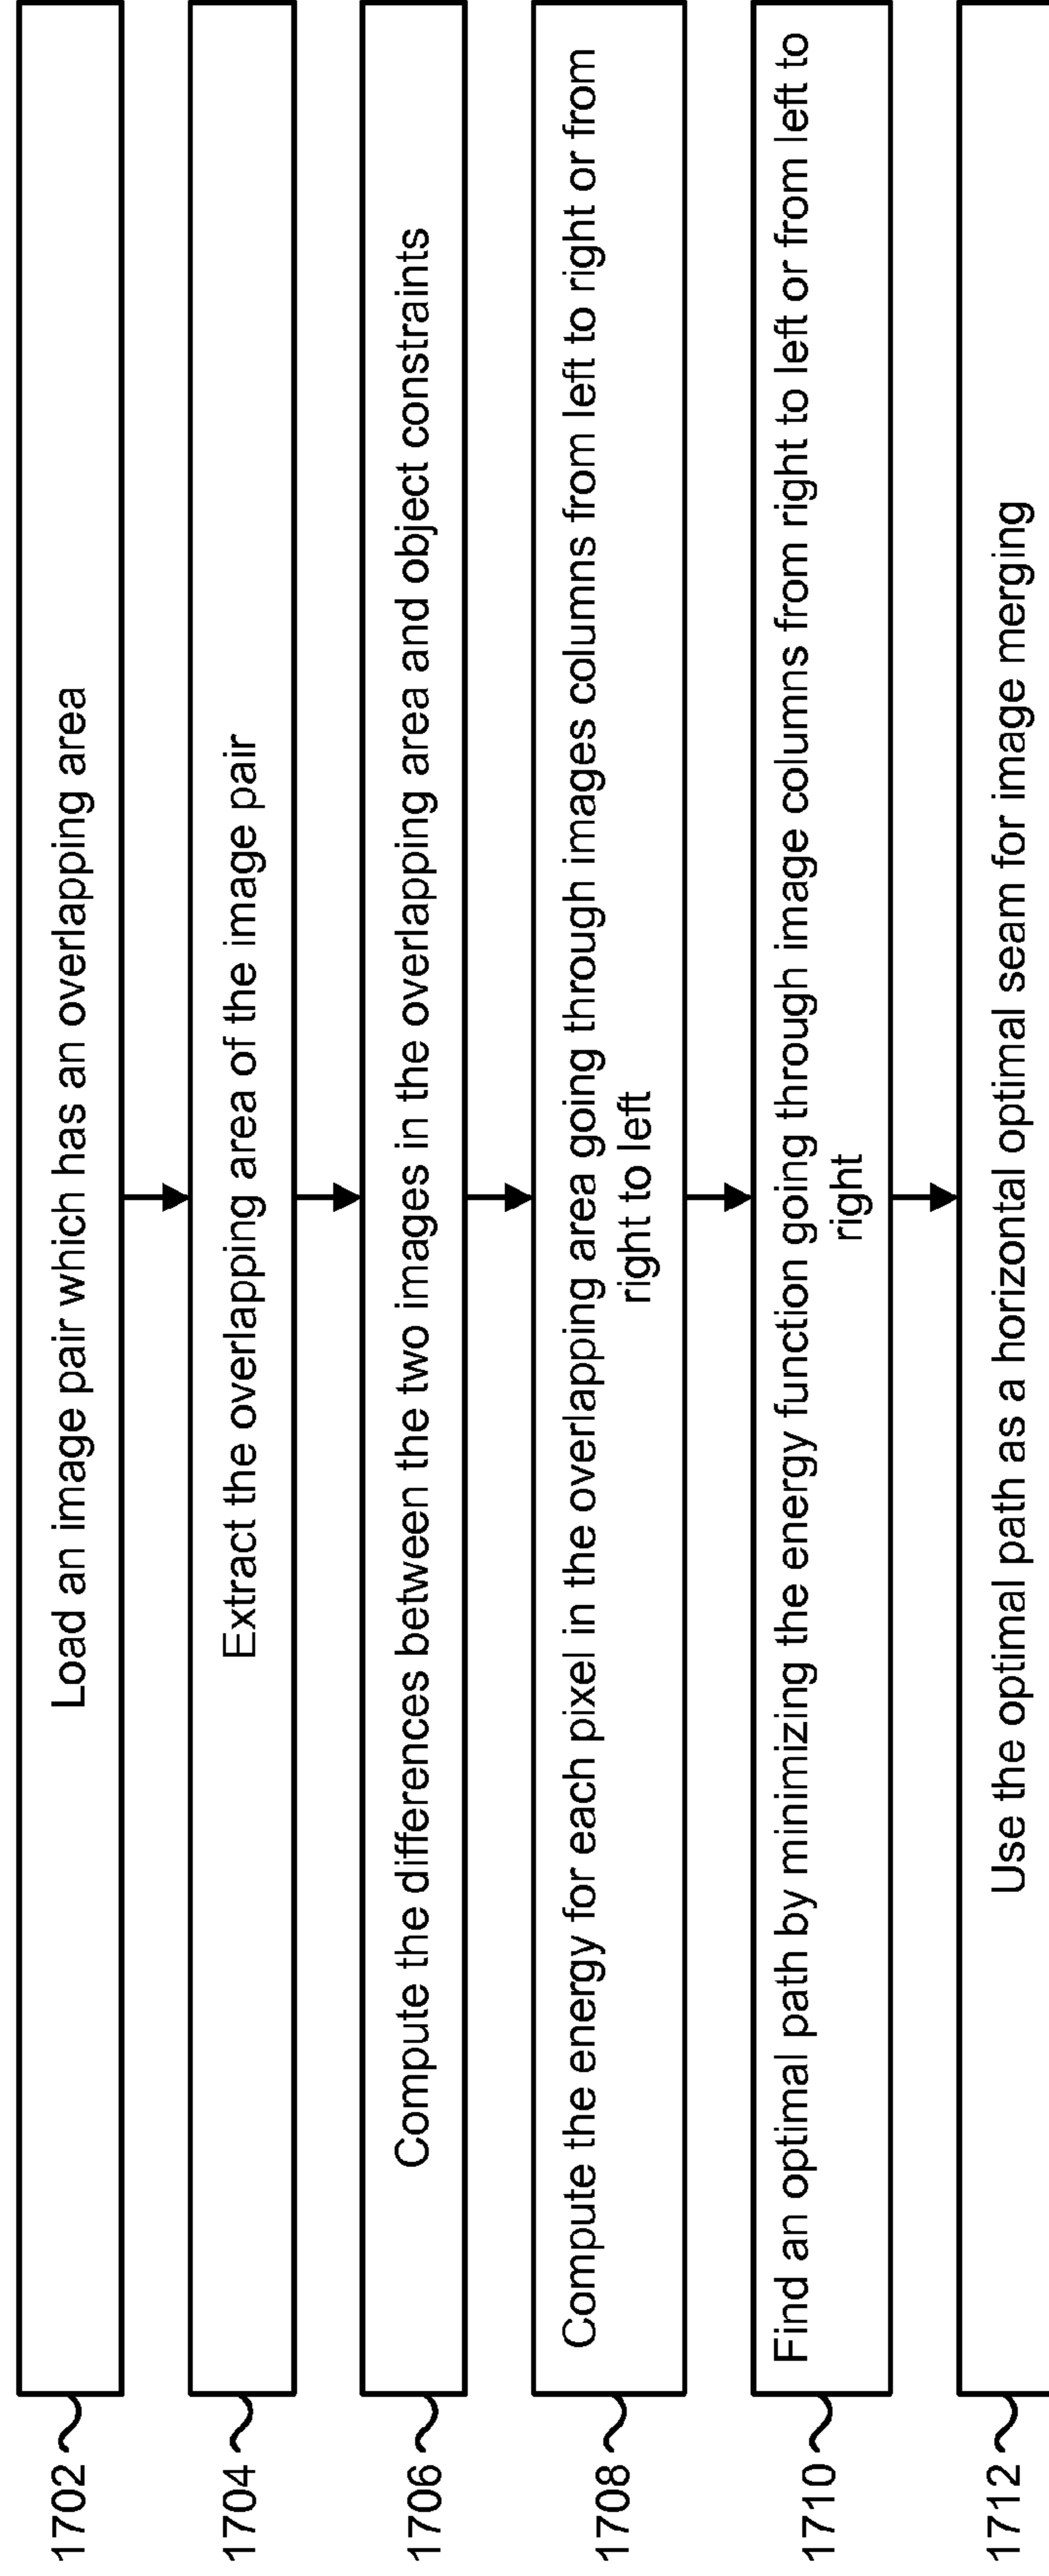 1702
Load an image pair which has an overlapping area
1704
Extract the overlapping area of the image pair
1706
Compute the differences between the two images in the overlapping area and object constraints
1708
Compute the energy for each pixel in the overlapping area going through images columns from left to right or from
right to left
1710
Find an optimal path by minimizing the energy function going through image columns from right to left or from left to
right
1712
Use the optimal path as a horizontal optimal seam for image merging